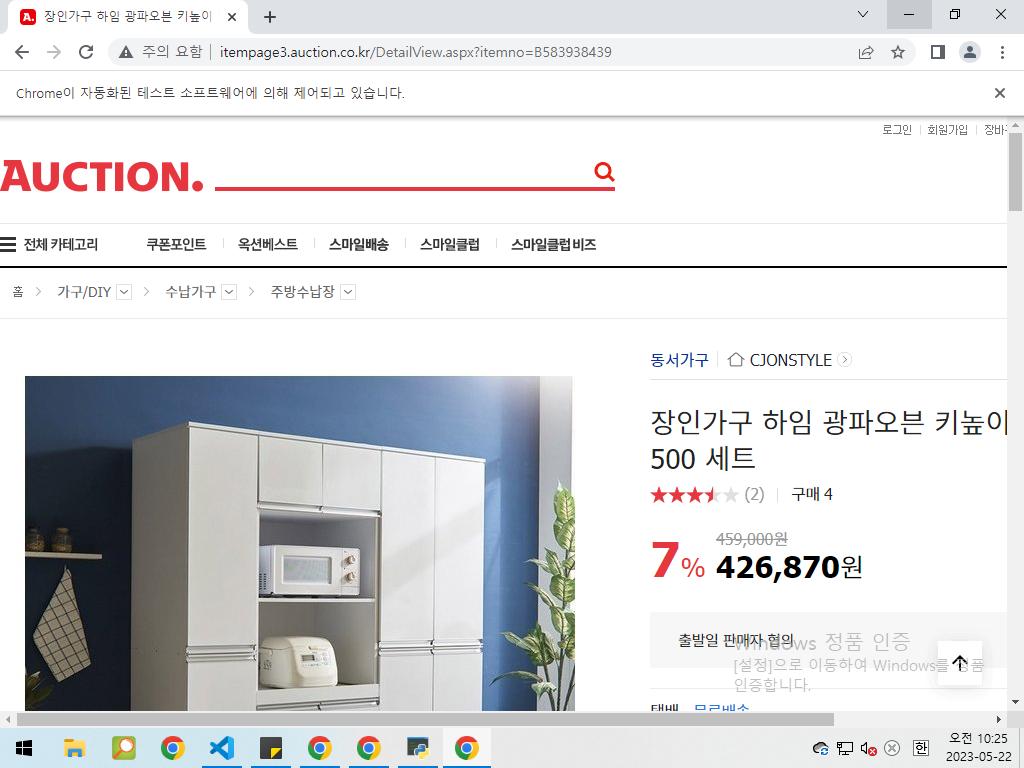 장인가구 하임 광파오븐 키높이
주의 요함
itempage3.auction.co.kr/DetailView.aspx?itemno=B583938439
Chrome이 자동화된 테스트 소프트웨어에 의해 제어되고 있습니다.
로그인 회원가입 장바
AUCTION.
전체 카테고리 쿠폰포인트 옥션베스트 스마일배송 스마일클럽 스마일클럽 비즈
홈 가구/DIY 수납가구 주방수납장
동서가구 CJONSTYLE
장인가구 하임 광파오븐 키높이
500 세트
(2) 구매 4
459,000원
7% 426,870원
출발일 판매자 협의
Windows 정품 인증
[설정]으로 이동하여 Windows를 정품
인증합니다.
택배 무료배송
한
오전 10:25
2023-05-22